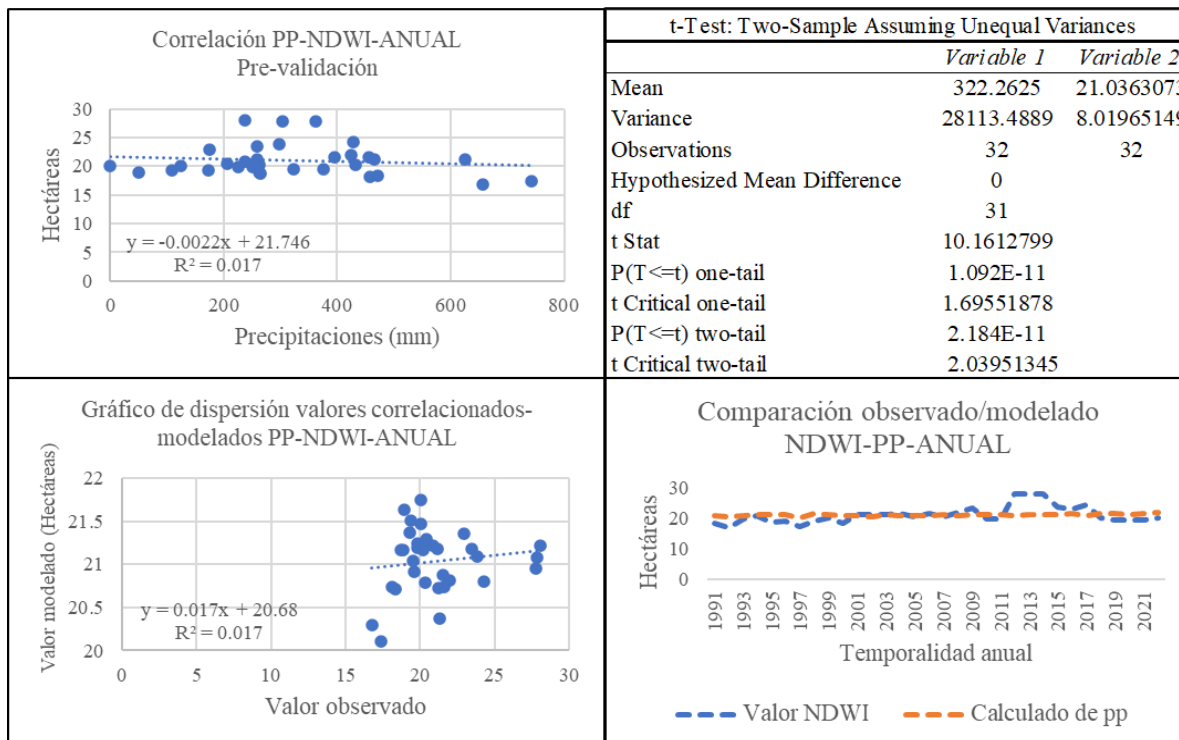 Correlación PP-NDWI-ANUAL
Pre-validación
Hectáreas
30
25
20
15
10
5
0
y = -0.0022x + 21.746
R² = 0.017
0 200 400 600 800
Precipitaciones (mm)
t-Test: Two-Sample Assuming Unequal Variances
Variable 1 Variable 2
Mean 322.2625 21.0363073
Variance 28113.4889 8.01965149
Observations 32 32
Hypothesized Mean Difference 0
df 31
t Stat 10.1612799
P(T<=t) one-tail 1.092E-11
t Critical one-tail 1.69551878
P(T<=t) two-tail 2.184E-11
t Critical two-tail 2.03951345
Gráfico de dispersión valores correlacionados-
modelados PP-NDWI-ANUAL
Valor modelado (Hectáreas)
22
21.5
21
20.5
20
y = 0.017x + 20.68
R² = 0.017
0 5 10 15 20 25 30
Valor observado
Comparación observado/modelado
NDWI-PP-ANUAL
Hectáreas
30
20
10
0
1991 1993 1995 1997 1999 2001 2003 2005 2007 2009 2011 2013 2015 2017 2019 2021
Temporalidad anual
Valor NDWI Calculado de pp